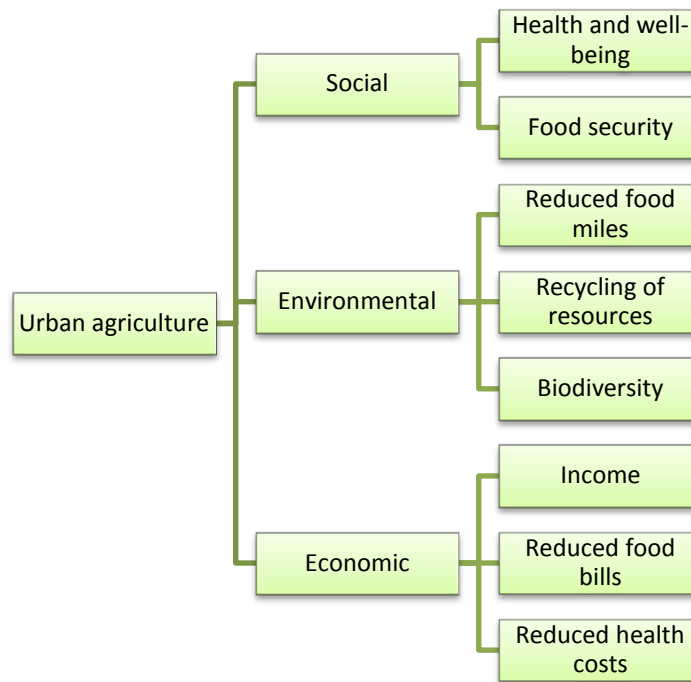 Health and well-
being
Social
Food security
Reduced food
miles
Urban agriculture
Environmental
Recycling of
resources
Biodiversity
Income
Economic
Reduced food
bills
Reduced health
costs